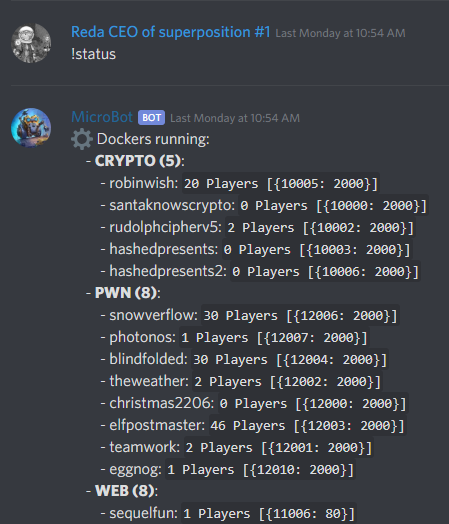 Reda CEO of superposition #1 Last Monday at 10:54 AM
!status
MicroBot BOT Last Monday at 10:54 AM
Dockers running:
- CRYPTO (5):
- robinwish: 20 Players [{10005: 2000}]
- santaknowscrypto: 0 Players [{10000: 2000}]
- rudolphcipherv5: 2 Players [{10002: 2000}]
- hashedpresents: 0 Players [{10003: 2000}]
- hashedpresents2: 0 Players [{10006: 2000}]
- PWN (8):
- snowverflow: 30 Players [{12006: 2000}]
- photonos: 1 Players [{12007: 2000}]
- blindfolded: 30 Players [{12004: 2000}]
- theweather: 2 Players [{12002: 2000}]
- christmas2206: 0 Players [{12000: 2000}]
- elfpostmaster: 46 Players [{12003: 2000}]
- teamwork: 2 Players [{12001: 2000}]
- eggnog: 1 Players [{12010: 2000}]
- WEB (8):
- sequelfun: 1 Players [{11006: 80}]